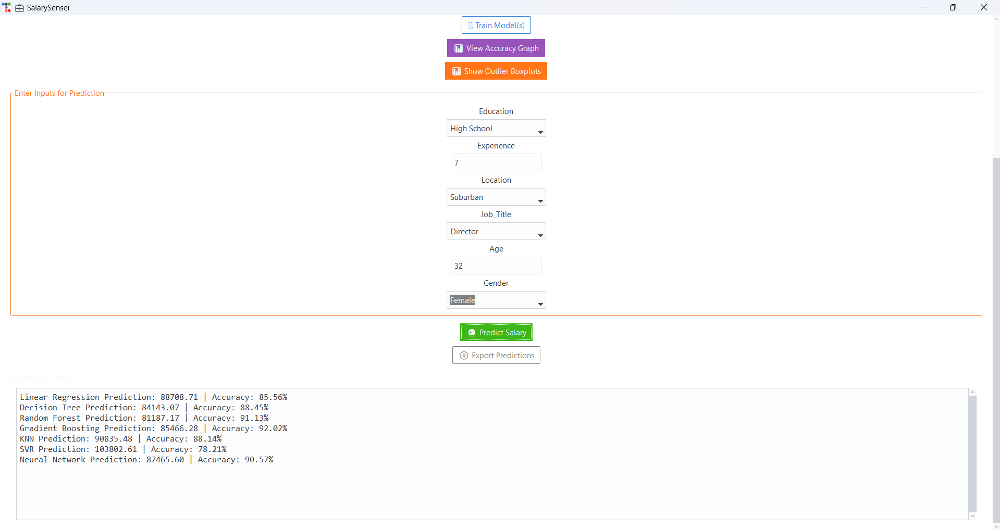 SalarySensei
Train Model(s)
View Accuracy Graph
Show Outlier Boxplots
Enter Inputs for Prediction
Education
High School
Experience
7
Location
Suburban
Job_Title
Director
Age
32
Gender
Female
Predict Salary
Export Predictions
Prediction Results
Linear Regression Prediction: 88708.71 | Accuracy: 85.56%
Decision Tree Prediction: 84143.07 | Accuracy: 88.45%
Random Forest Prediction: 81187.17 | Accuracy: 91.13%
Gradient Boosting Prediction: 85466.28 | Accuracy: 92.02%
KNN Prediction: 90835.48 | Accuracy: 88.14%
SVR Prediction: 103802.61 | Accuracy: 78.21%
Neural Network Prediction: 87465.60 | Accuracy: 90.57%